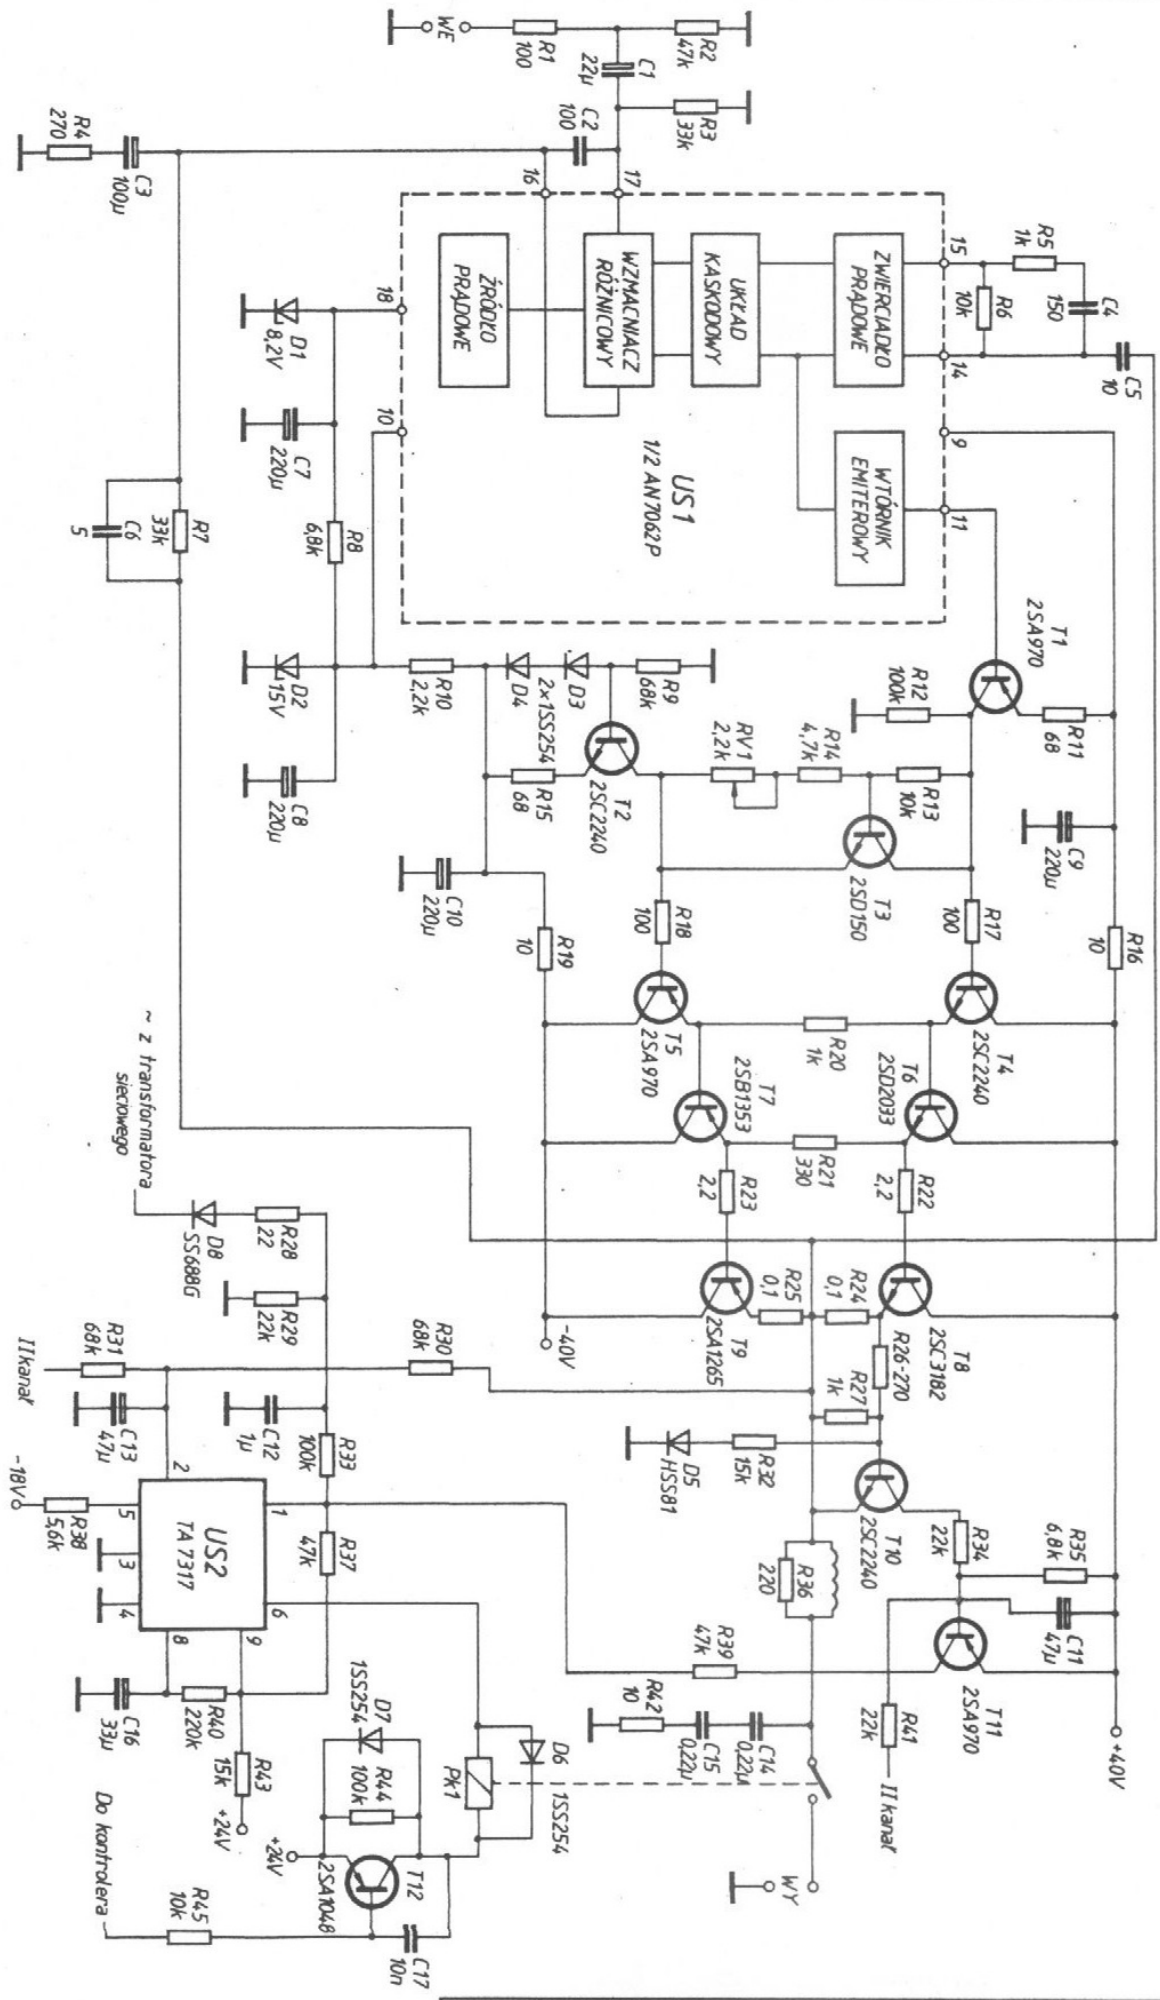 WE
R1
100
R2
47k
C1
22µ
R3
33k
C2
100
R4
270
C3
100µ
17
16
15
14
18
10
9
11
R5
1k
C4
150
R6
10k
C5
10
ZWIERCIADŁO
PRĄDOWE
UKŁAD
KASKODOWY
WZMACNIACZ
RÓŻNICOWY
ŹRÓDŁO
PRĄDOWE
WTÓRNIK
EMITEROWY
US1
1/2 AN7062P
D1
8,2V
C7
220µ
R8
6,8k
R7
33k
C6
5
D2
15V
C8
220µ
T1
2SA970
R11
68
R12
100k
R9
68k
D3
D4
2x1SS254
R10
2,2k
R15
68
T2
2SC2240
RV1
2,2k
R14
4,7k
R13
10k
T3
2SD150
C9
220µ
R16
10
C10
220µ
R19
10
R17
100
R18
100
T4
2SC2240
T5
2SA970
R20
1k
T6
2SD2033
T7
2SB1353
R21
330
R22
2,2
R23
2,2
T8
2SC3182
T9
2SA1265
R24
0,1
R25
0,1
-40V
R26-270
R27
1k
R32
15k
D5
HSS81
T10
2SC2240
R34
22k
R35
6,8k
C11
47µ
T11
2SA970
R41
22k
II kanał
+40V
R36
220
R39
47k
R42
10
C15
0,22µ
C14
0,22µ
WY
~ z transformatora
sieciowego
D8
SS688G
R28
22
R29
22k
R30
68k
R31
68k
II kanał
C13
47µ
C12
1µ
R33
100k
R37
47k
US2
TA 7317
2
1
5
3
4
6
9
8
-18V
R38
5,6k
C16
33µ
R40
220k
R43
15k
+24V
D7
1SS254
R44
100k
Pk1
D6
1SS254
+24V
T12
2SA1048
Do kontrolera
R45
10k
C17
10n